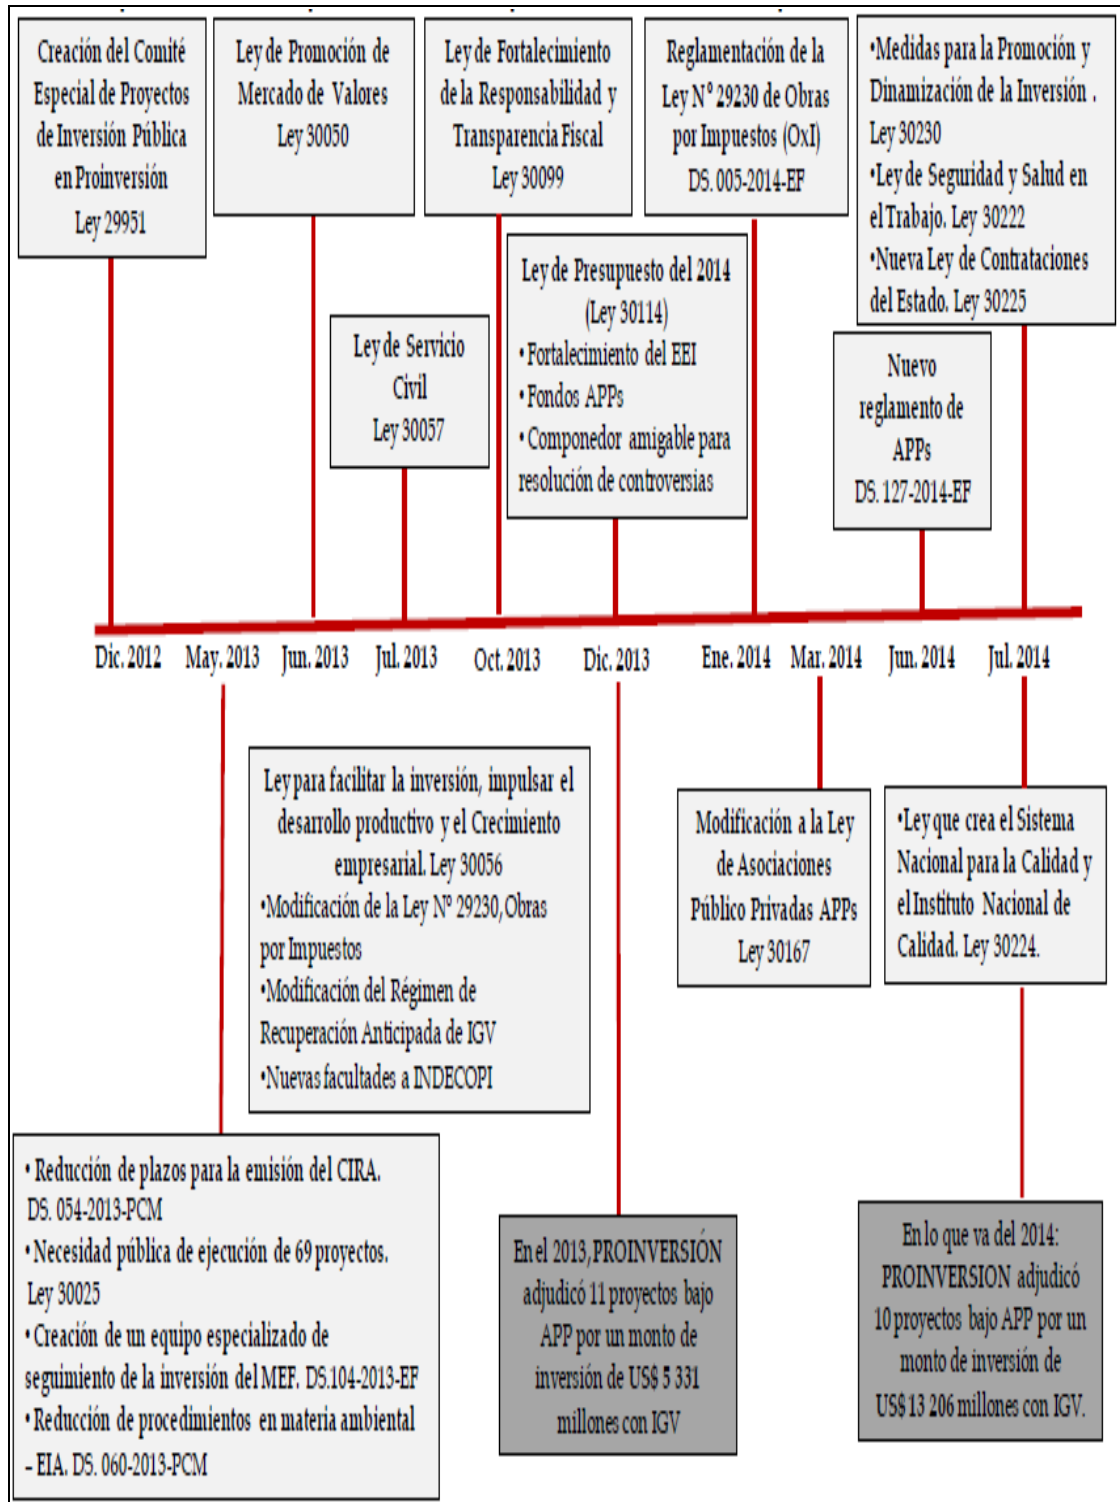 Creación del Comité
Especial de Proyectos
de Inversión Pública
en Proinversión
Ley 29951
Ley de Promoción de
Mercado de Valores
Ley 30050
Ley de Fortalecimiento
de la Responsabilidad y
Transparencia Fiscal
Ley 30099
Reglamentación de la
Ley N° 29230 de Obras
por Impuestos (OxI)
DS. 005-2014-EF
•Medidas para la Promoción y
Dinamización de la Inversión .
Ley 30230
•Ley de Seguridad y Salud en
el Trabajo. Ley 30222
•Nueva Ley de Contrataciones
del Estado. Ley 30225
Ley de Servicio
Civil
Ley 30057
Ley de Presupuesto del 2014
(Ley 30114)
•Fortalecimiento del EEI
•Fondos APPs
•Componedor amigable para
resolución de controversias
Nuevo
reglamento de
APPs
DS. 127-2014-EF
Dic. 2012 May. 2013 Jun. 2013 Jul. 2013 Oct. 2013 Dic. 2013 Ene. 2014 Mar. 2014 Jun. 2014 Jul. 2014
Ley para facilitar la inversión, impulsar el
desarrollo productivo y el Crecimiento
empresarial. Ley 30056
•Modificación de la Ley Nº 29230, Obras
por Impuestos
•Modificación del Régimen de
Recuperación Anticipada de IGV
•Nuevas facultades a INDECOPI
Modificación a la Ley
de Asociaciones
Público Privadas APPs
Ley 30167
•Ley que crea el Sistema
Nacional para la Calidad y
el Instituto Nacional de
Calidad. Ley 30224.
• Reducción de plazos para la emisión del CIRA.
DS. 054-2013-PCM
• Necesidad pública de ejecución de 69 proyectos.
Ley 30025
• Creación de un equipo especializado de
seguimiento de la inversión del MEF. DS.104-2013-EF
• Reducción de procedimientos en materia ambiental
– EIA. DS. 060-2013-PCM
En el 2013, PROINVERSIÓN
adjudicó 11 proyectos bajo
APP por un monto de
inversión de US$ 5 331
millones con IGV
En lo que va del 2014:
PROINVERSION adjudicó
10 proyectos bajo APP por un
monto de inversión de
US$ 13 206 millones con IGV.